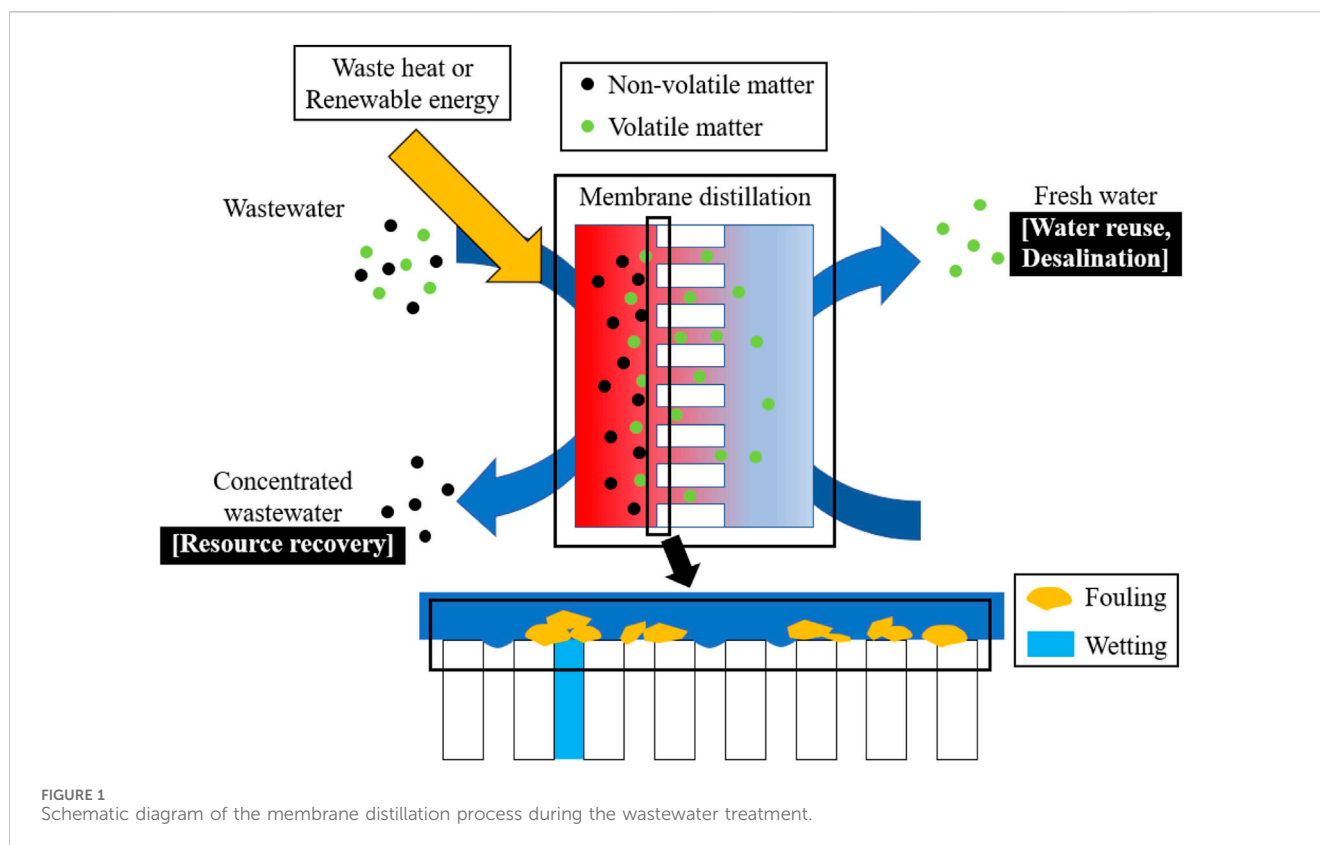 Waste heat or
Renewable energy
Non-volatile matter
Volatile matter
Wastewater
Membrane distillation
Fresh water
[Water reuse,
Desalination]
Concentrated
wastewater
[Resource recovery]
Fouling
Wetting
FIGURE 1
Schematic diagram of the membrane distillation process during the wastewater treatment.